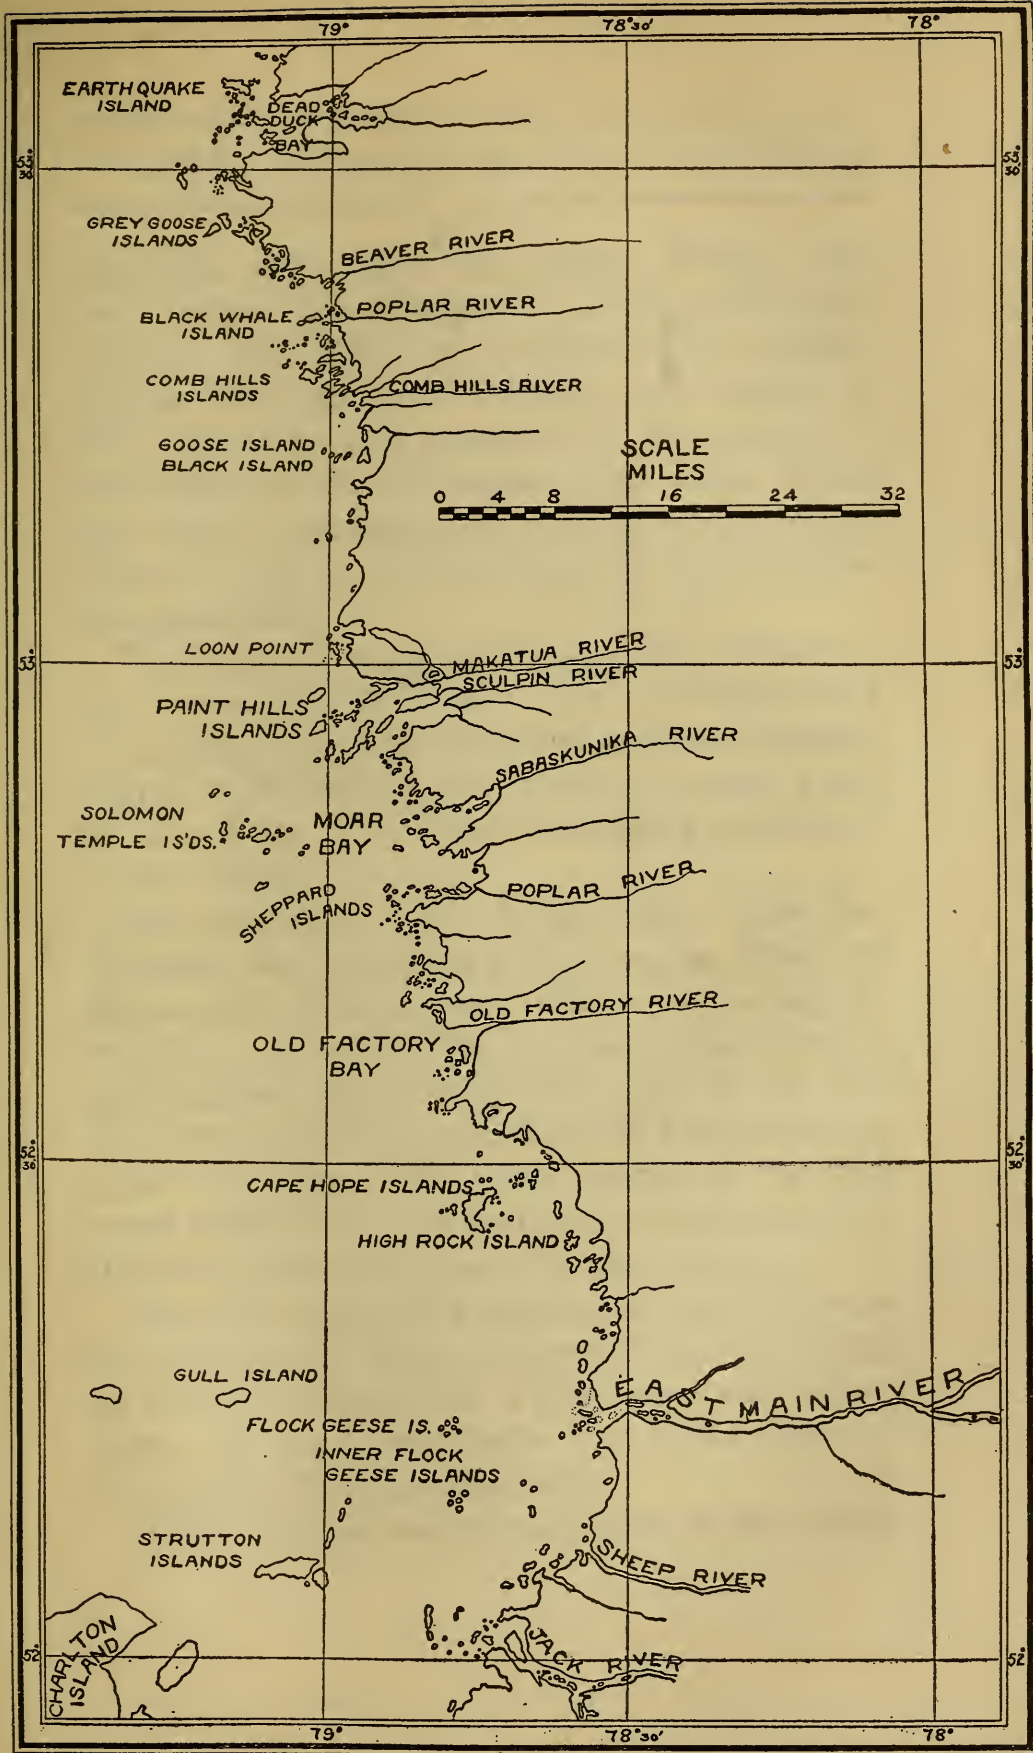 79° 78°30' 78°
EARTHQUAKE
ISLAND
DEAD
DUCK
BAY
53°
30'
53°
30'
GREY GOOSE
ISLANDS
BEAVER RIVER
POPLAR RIVER
BLACK WHALE
ISLAND
COMB HILLS
ISLANDS
COMB HILLS RIVER
GOOSE ISLAND
BLACK ISLAND
SCALE
MILES
0 4 8 16 24 32
LOON POINT
53°
53°
MAKATUA RIVER
SCULPIN RIVER
PAINT HILLS
ISLANDS
SABASKUNIKA RIVER
SOLOMON
TEMPLE IS'DS.
MOAR
BAY
SHEPPARD
ISLANDS
POPLAR RIVER
OLD FACTORY RIVER
OLD FACTORY
BAY
52°
30'
52°
30'
CAPE HOPE ISLANDS
HIGH ROCK ISLAND
GULL ISLAND
EAST MAIN RIVER
FLOCK GEESE IS.
INNER FLOCK
GEESE ISLANDS
STRUTTON
ISLANDS
SHEEP RIVER
CHARLTON
ISLAND
JACK RIVER
52°
52°
79° 78°30' 78°